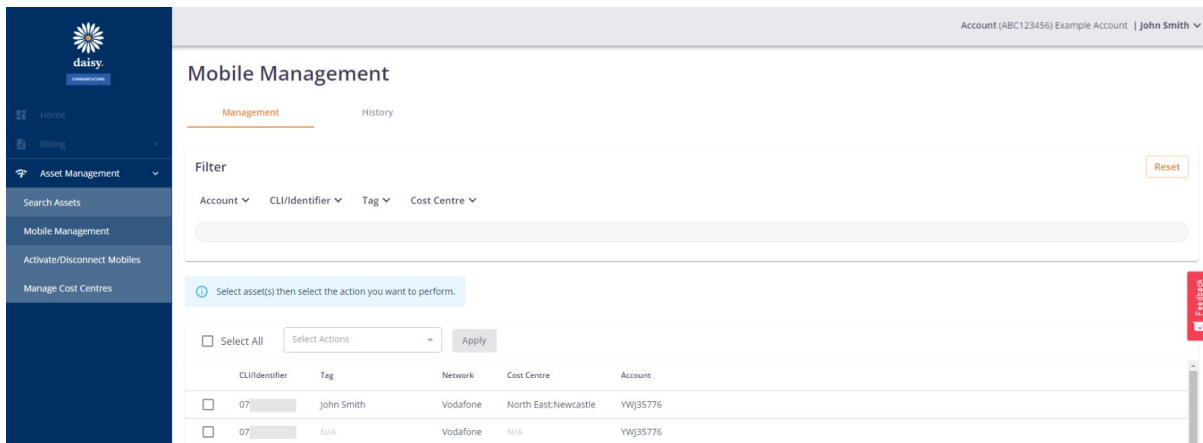 daisy.
COMMUNICATIONS
Home
Billing
Asset Management
Search Assets
Mobile Management
Activate/Disconnect Mobiles
Manage Cost Centres
Account (ABC123456) Example Account | John Smith
Mobile Management
Management History
Filter Reset
Account CLI/Identifier Tag Cost Centre
Select asset(s) then select the action you want to perform.
Feedback
Select All Select Actions Apply
CLI/Identifier Tag Network Cost Centre Account
07 John Smith Vodafone North East;Newcastle YWJ35776
07 N/A Vodafone N/A YWJ35776